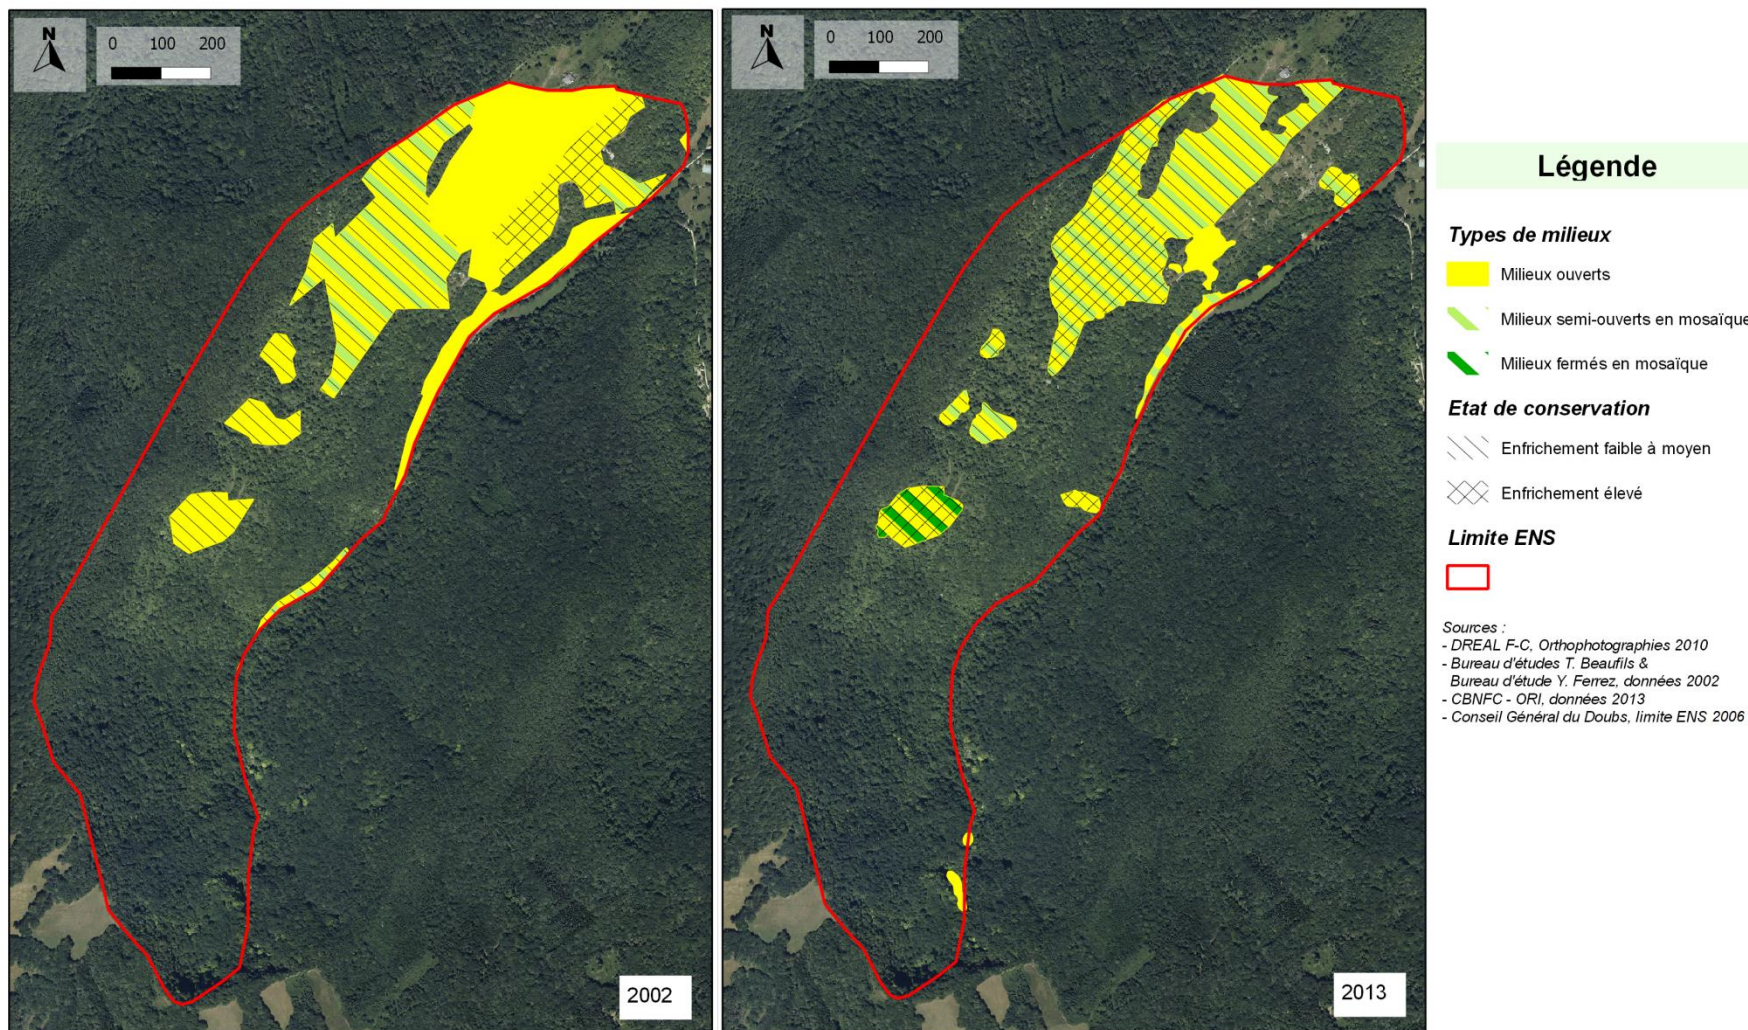 N
0 100 200
2002
N
0 100 200
2013
Légende
Types de milieux
Milieux ouverts
Milieux semi-ouverts en mosaïque
Milieux fermés en mosaïque
Etat de conservation
Enfrichement faible à moyen
Enfrichement élevé
Limite ENS
Sources :
- DREAL F-C, Orthophotographies 2010
- Bureau d'études T. Beaufils &
Bureau d'étude Y. Ferrez, données 2002
- CBNFC - ORI, données 2013
- Conseil Général du Doubs, limite ENS 2006